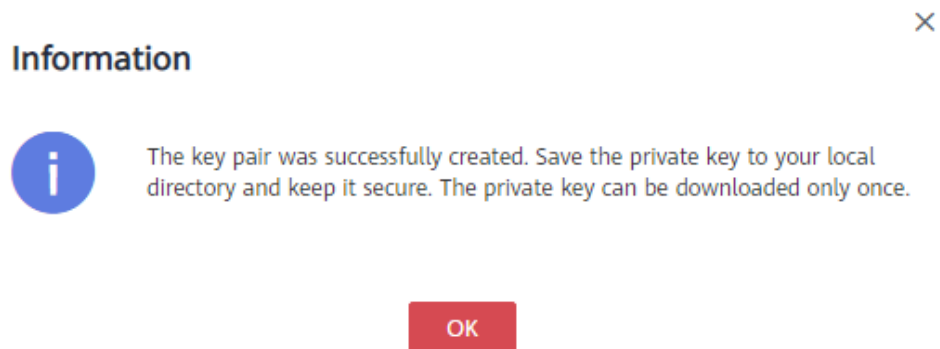 Information
The key pair was successfully created. Save the private key to your local
directory and keep it secure. The private key can be downloaded only once.
OK